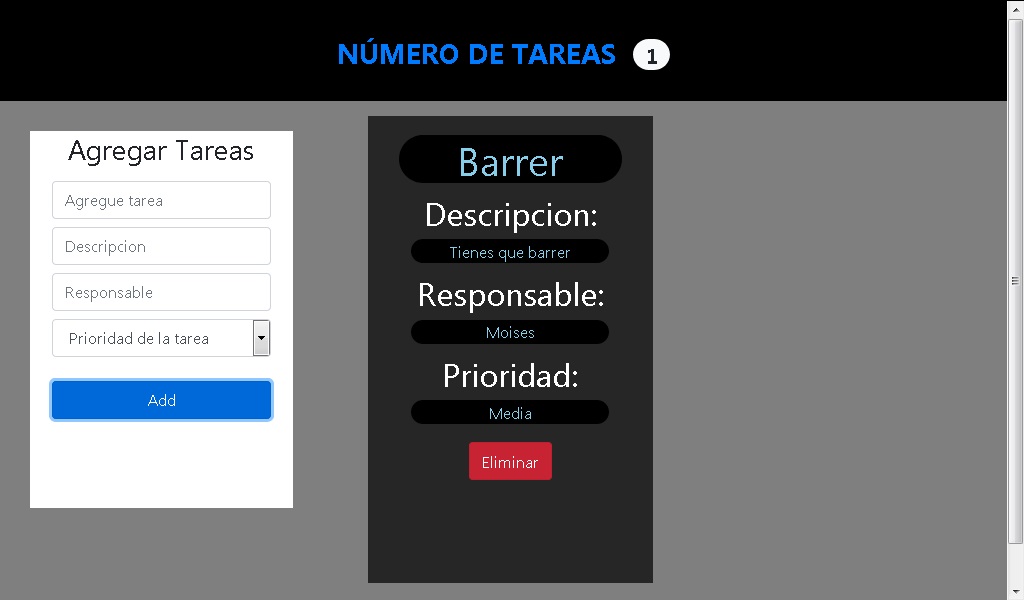 NÚMERO DE TAREAS 1
Agregar Tareas
Agregue tarea
Descripcion
Responsable
Prioridad de la tarea
Add
Barrer
Descripcion:
Tienes que barrer
Responsable:
Moises
Prioridad:
Media
Eliminar